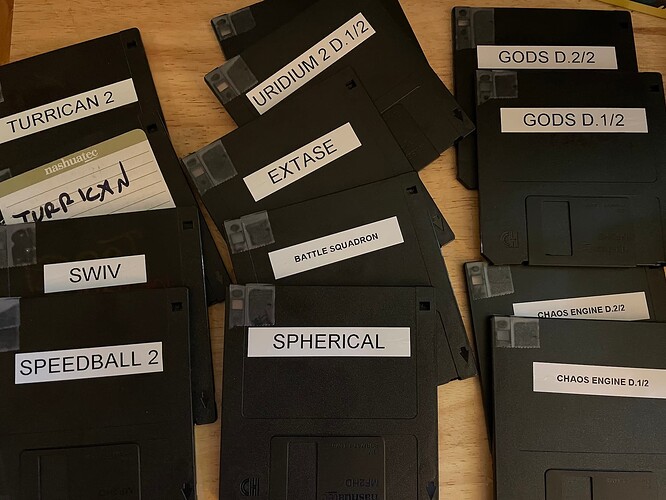 TURRICAN 2
nashuatec
TURRICAN
SWIV
SPEEDBALL 2
URIDIUM 2 D.1/2
EXTASE
BATTLE SQUADRON
SPHERICAL
GODS D.2/2
GODS D.1/2
CHAOS ENGINE D.2/2
CHAOS ENGINE D.1/2